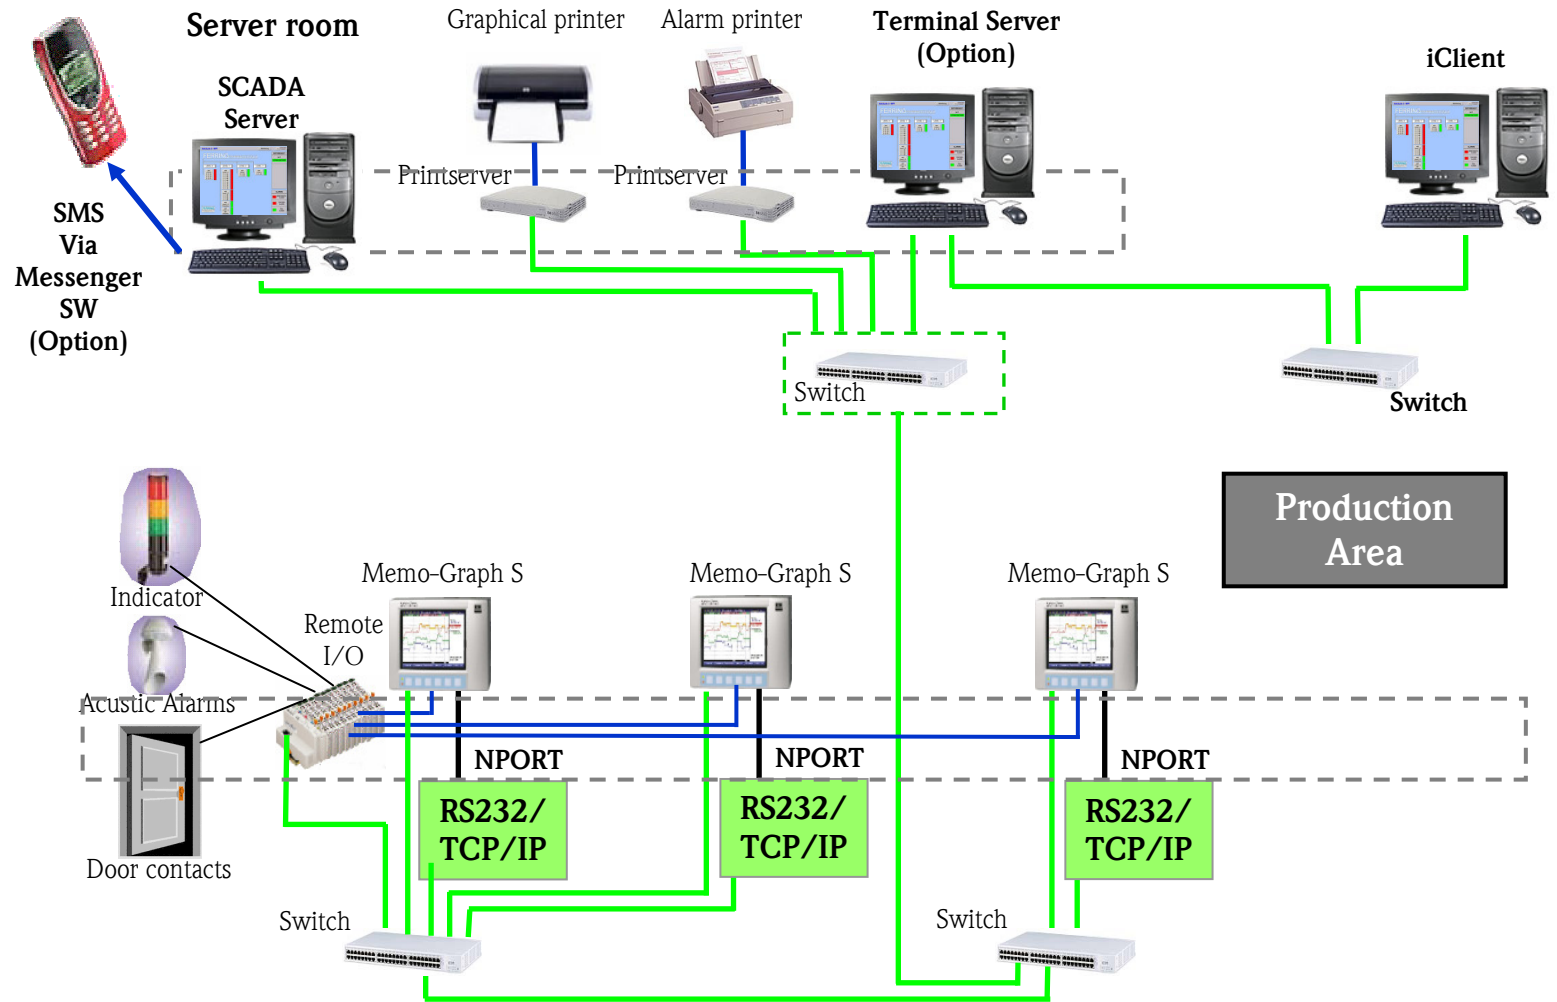 Server room
Graphical printer
Alarm printer
Terminal Server
(Option)
iClient
SCADA
Server
Printserver
Printserver
SMS
Via
Messenger
SW
(Option)
Switch
Switch
Production
Area
Indicator
Memo-Graph S
Memo-Graph S
Memo-Graph S
Remote
I/O
Acustic Alarms
NPORT
NPORT
NPORT
RS232/
TCP/IP
RS232/
TCP/IP
RS232/
TCP/IP
Door contacts
Switch
Switch